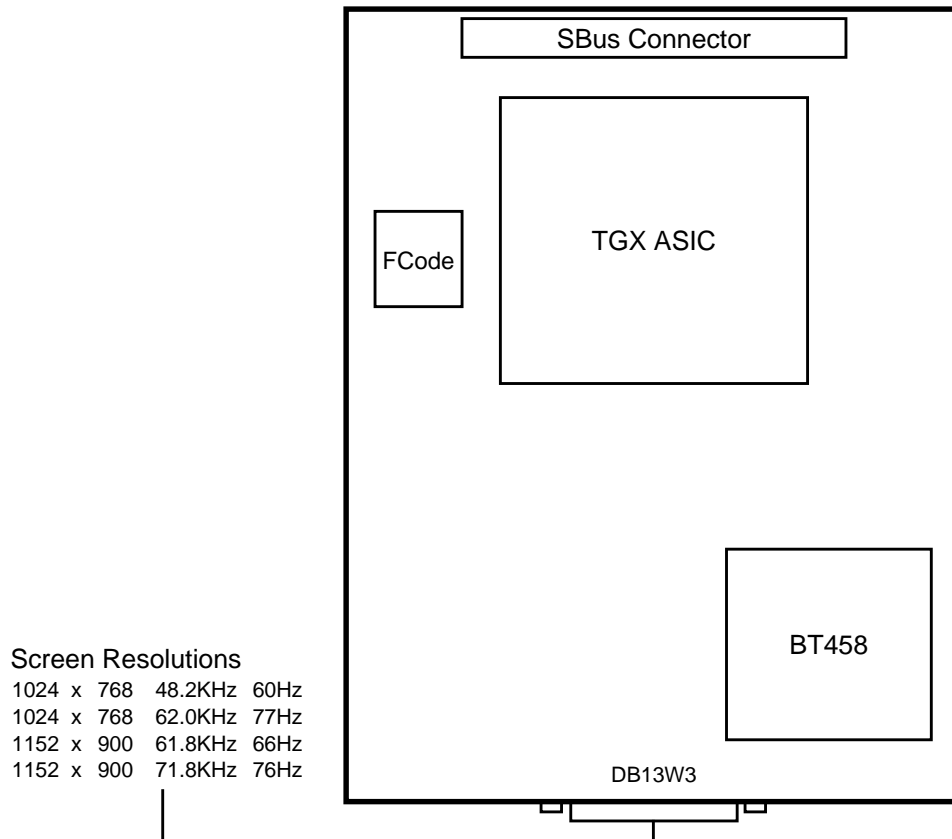 SBus Connector
TGX ASIC
FCode
BT458
Screen Resolutions
1024 x 768 48.2KHz 60Hz
1024 x 768 62.0KHz 77Hz
1152 x 900 61.8KHz 66Hz
1152 x 900 71.8KHz 76Hz
DB13W3